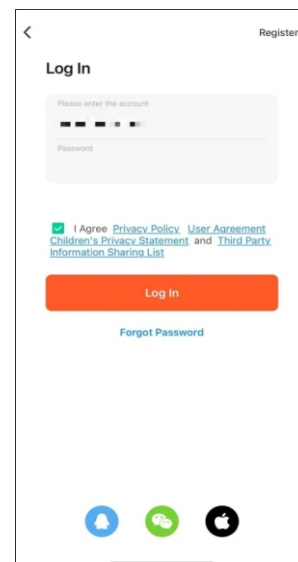 Register
Log In
Please enter the account
Password
I Agree Privacy Policy User Agreement
Children's Privacy Statement and Third Party
Information Sharing List
Log In
Forgot Password